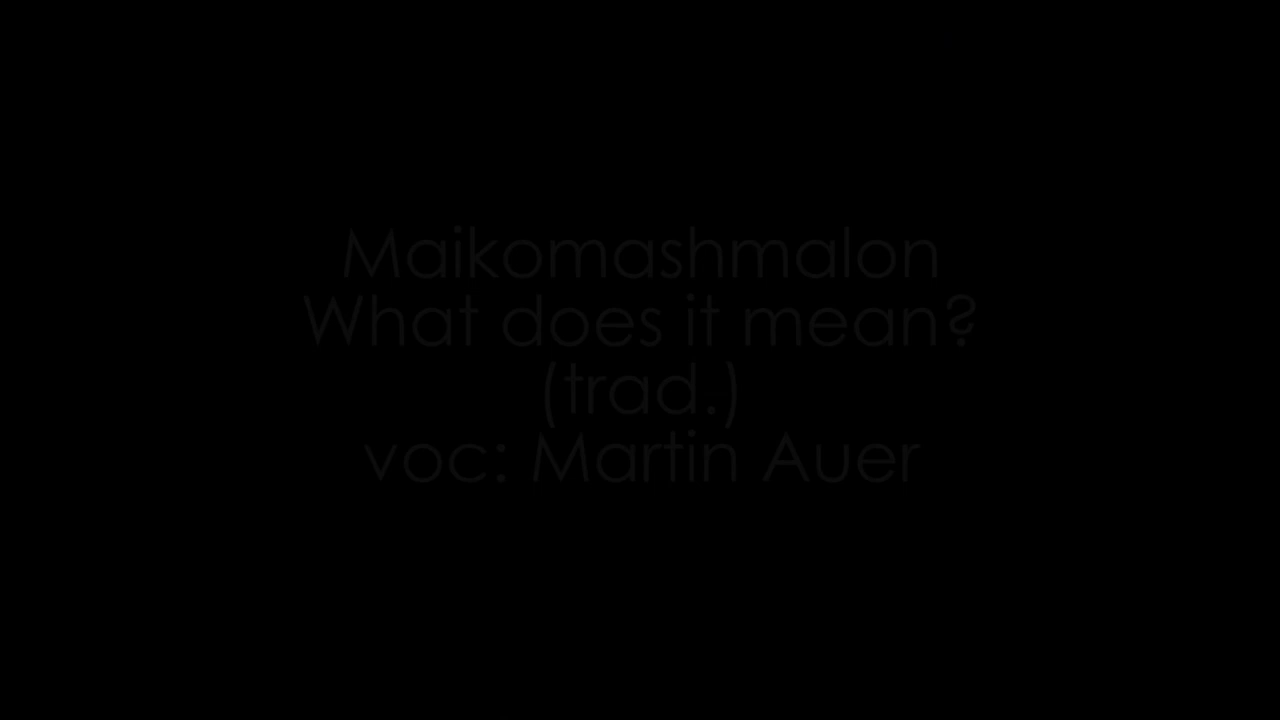 Maikomashmalon
What does it mean?
(trad.)
voc: Martin Auer